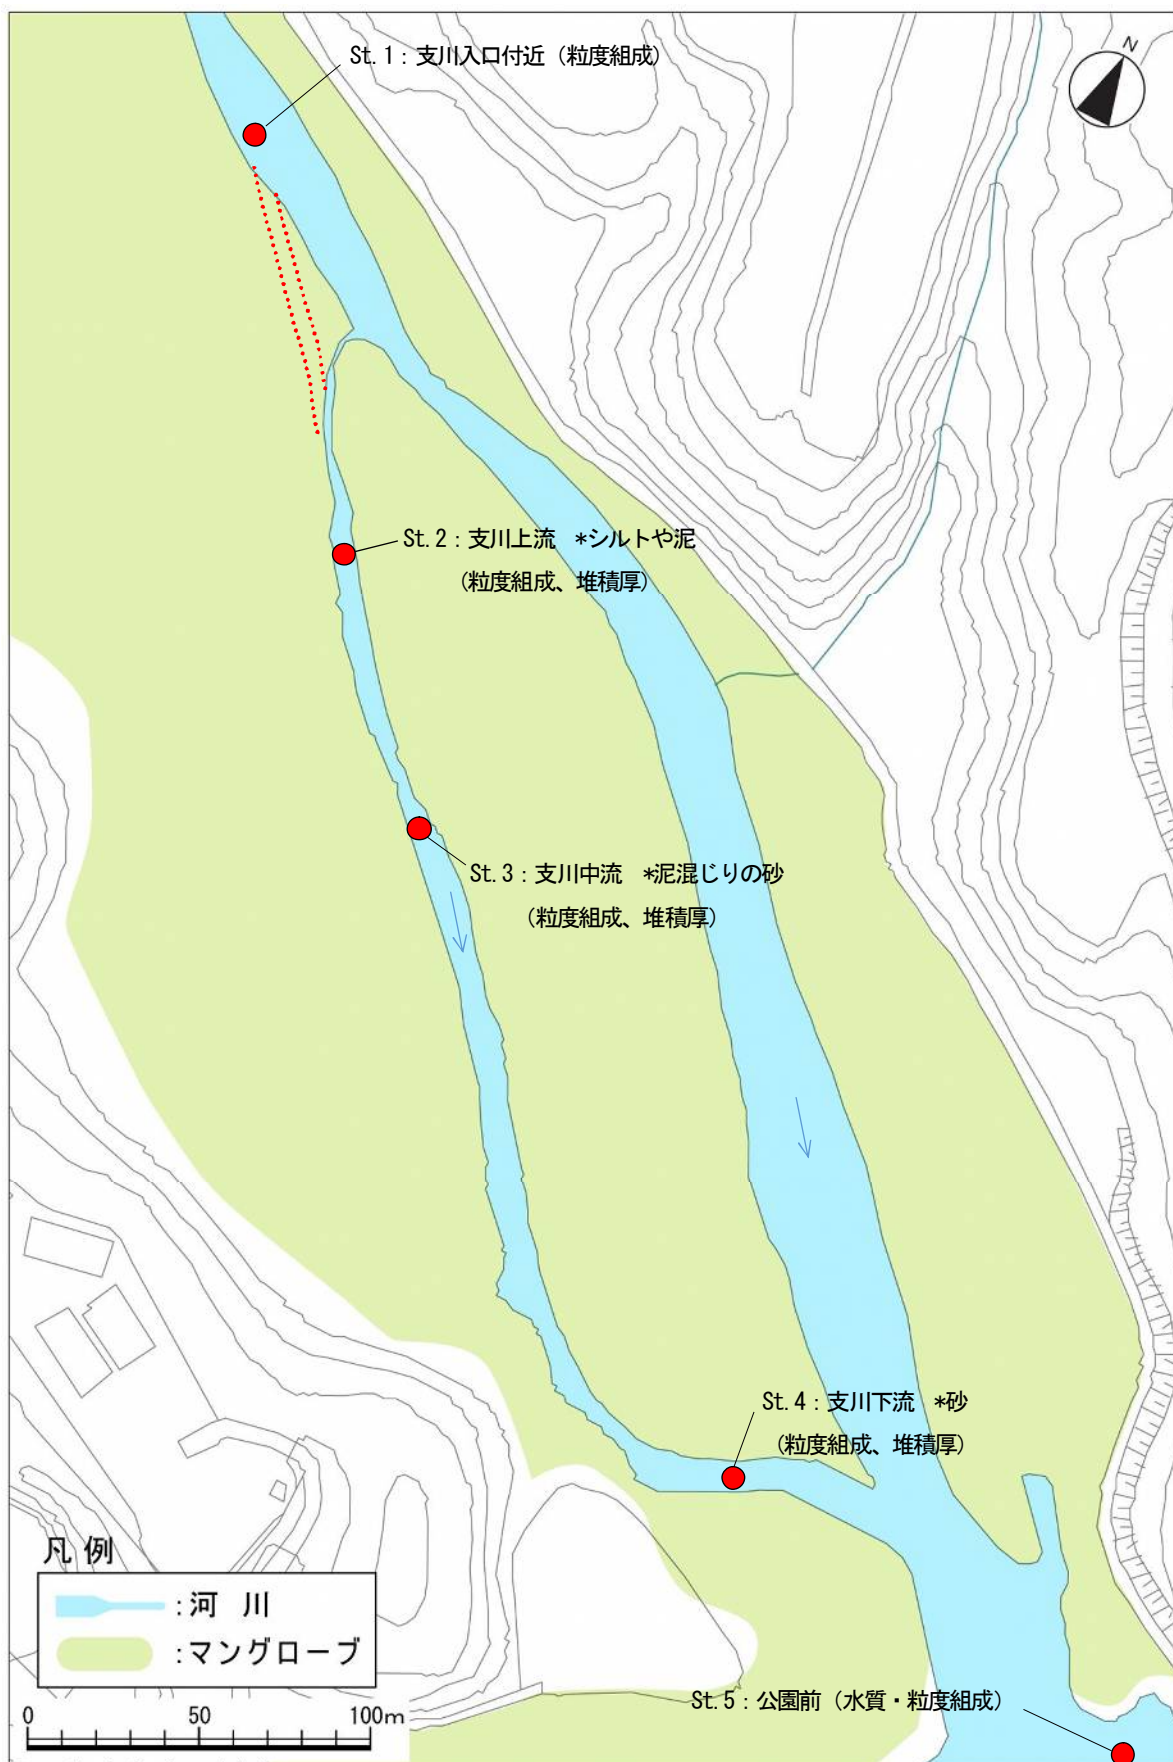 St.1：支川入口付近（粒度組成）
N
St.2：支川上流　*シルトや泥
（粒度組成、堆積厚）
St.3：支川中流　*泥混じりの砂
（粒度組成、堆積厚）
St.4：支川下流　*砂
（粒度組成、堆積厚）
凡 例
：河　川
：マングローブ
0 50 100m
St.5：公園前（水質・粒度組成）